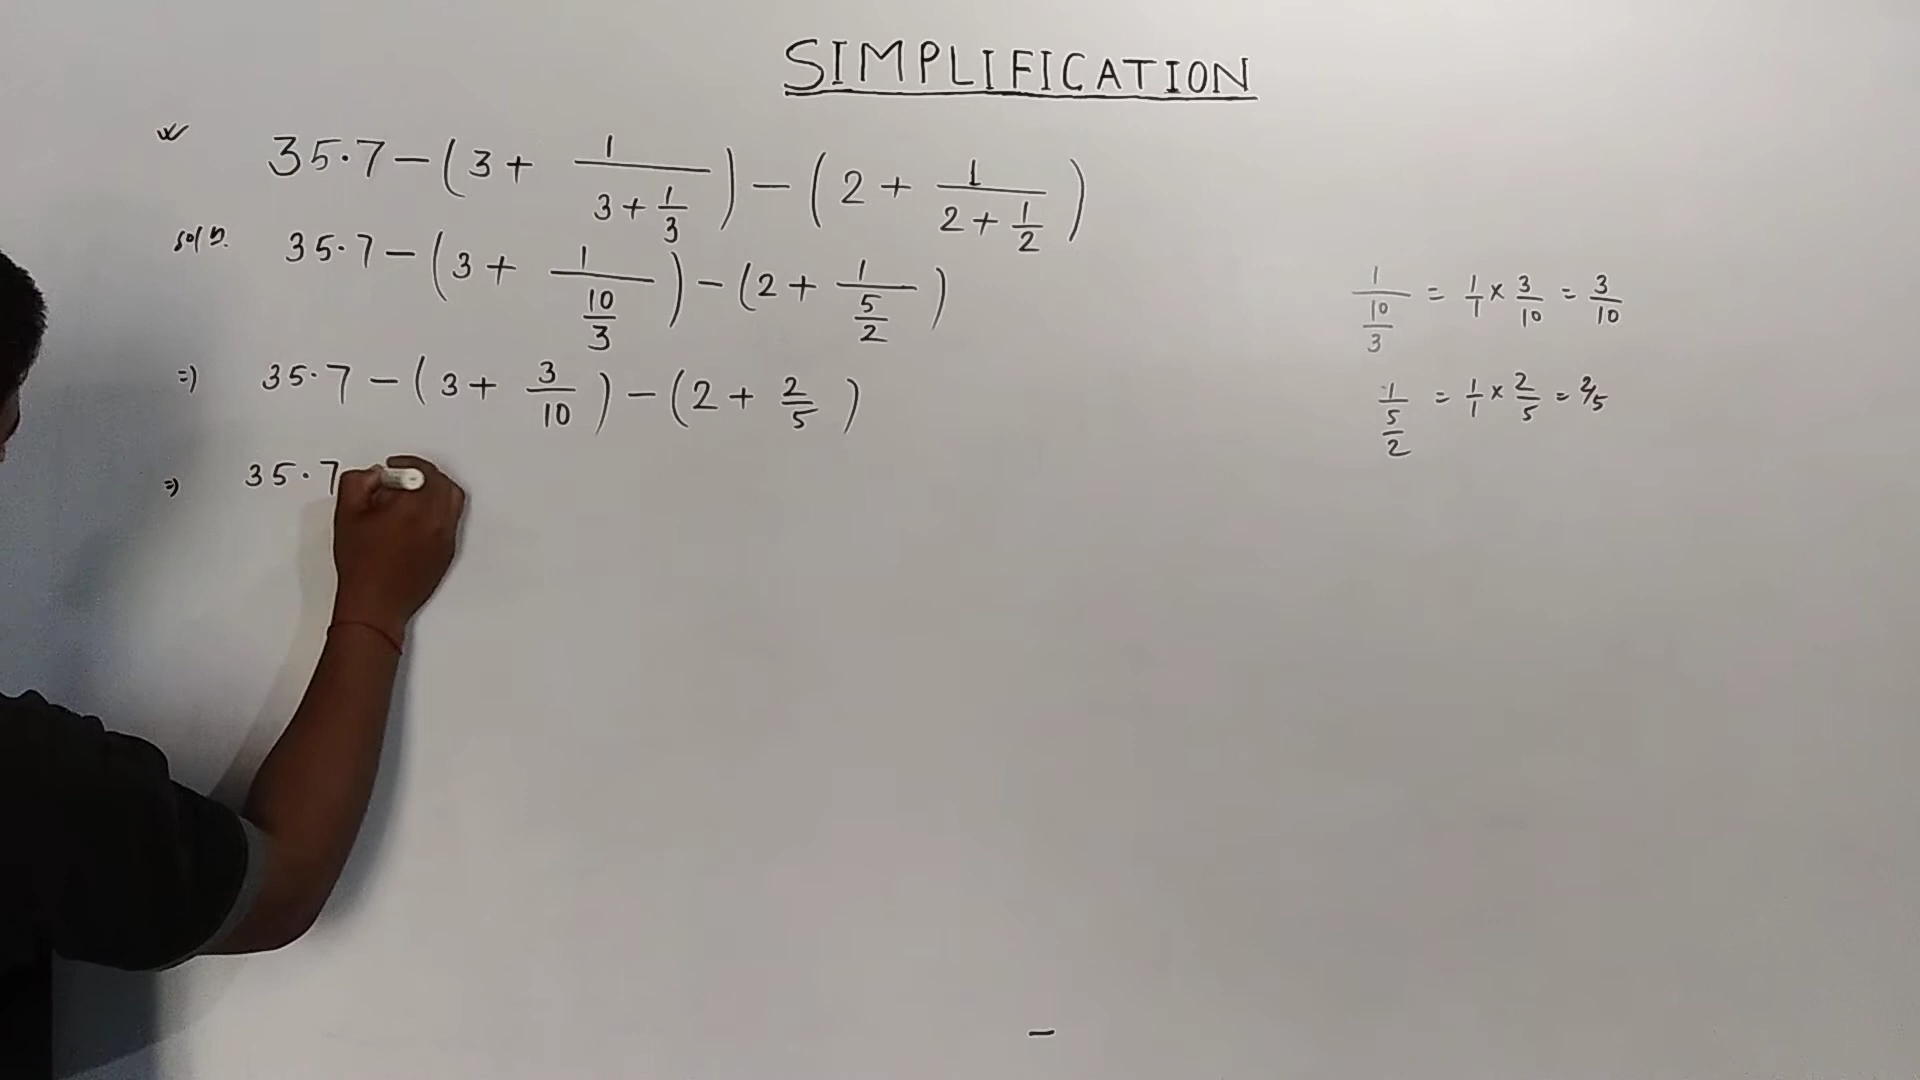 SIMPLIFICATION
35.7 - (3 + 1/(3 + 1/3)) - (2 + 1/(2 + 1/2))
Solⁿ. 35.7 - (3 + 1/(10/3)) - (2 + 1/(5/2))
⇒ 35.7 - (3 + 3/10) - (2 + 2/5)
⇒ 35.7
1/(10/3) = 1/1 × 3/10 = 3/10
1/(5/2) = 1/1 × 2/5 = 2/5